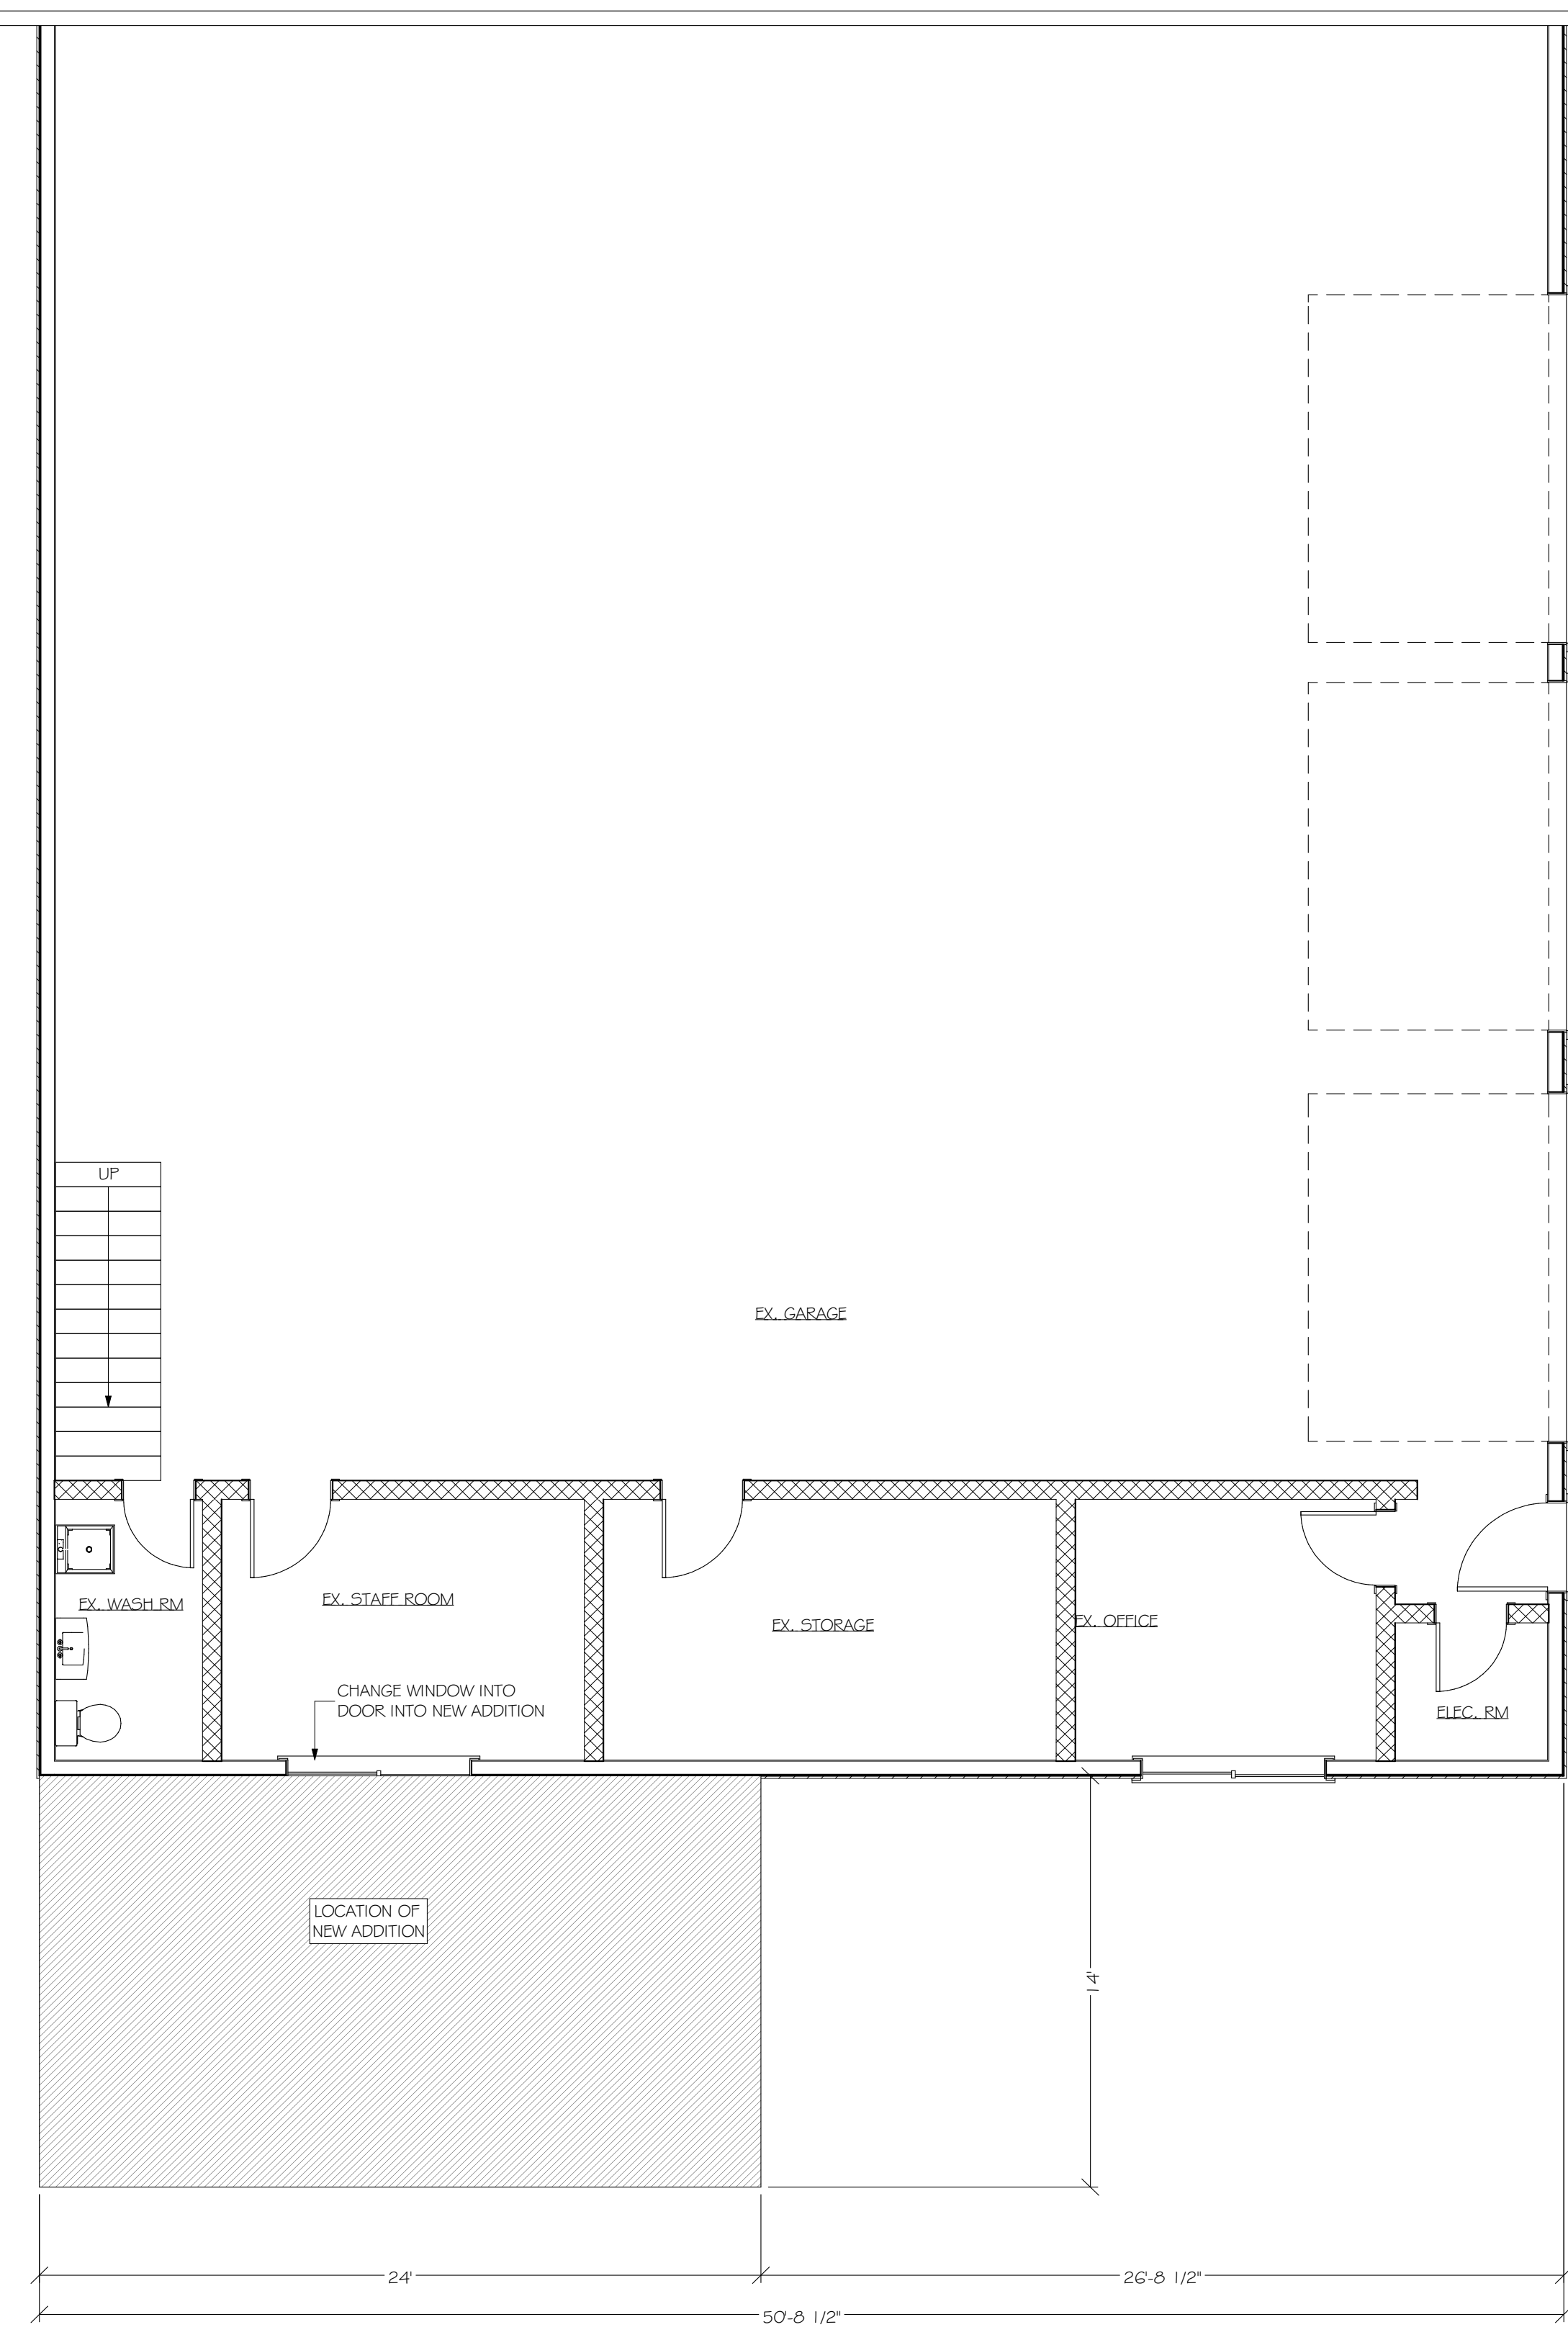 UP
EX. GARAGE
EX. WASH RM
EX. STAFF ROOM
EX. STORAGE
EX. OFFICE
CHANGE WINDOW INTO
DOOR INTO NEW ADDITION
ELEC. RM
LOCATION OF
NEW ADDITION
14'
24'
26'-8 1/2"
50'-8 1/2"